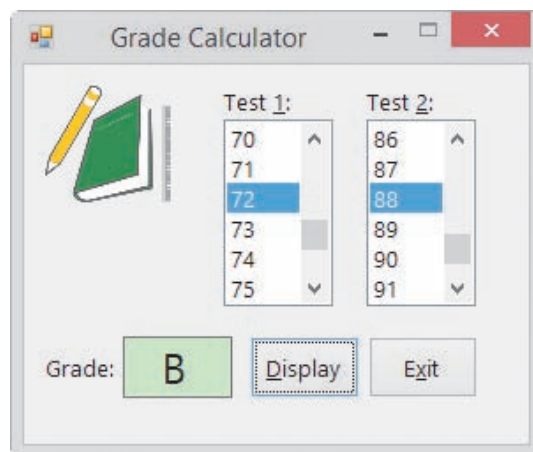 Grade Calculator
Test 1:
Test 2:
70
71
72
73
74
75
86
87
88
89
90
91
Grade:
B
Display
Exit